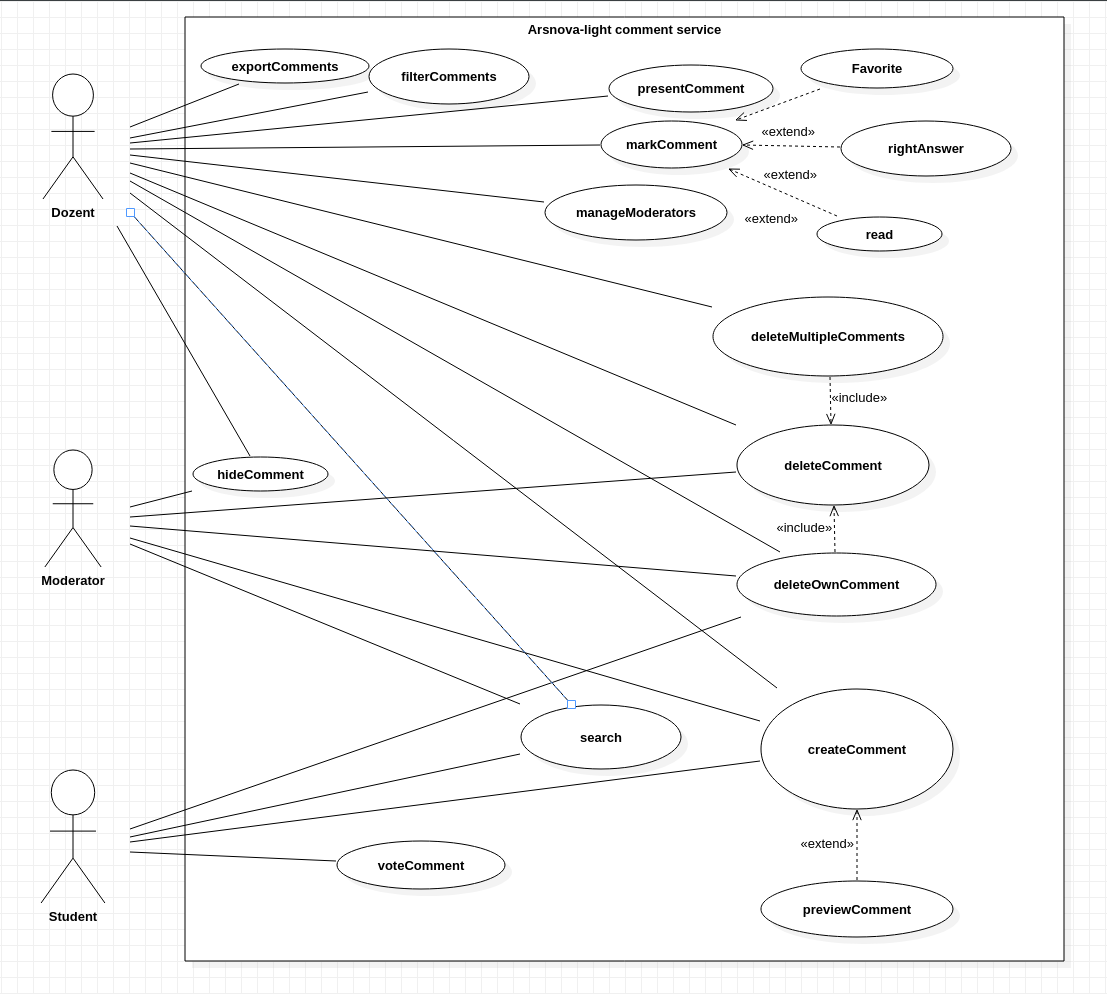 Arsnova-light comment service
exportComments
filterComments
presentComment
Favorite
markComment
«extend»
rightAnswer
«extend»
manageModerators
«extend»
read
Dozent
deleteMultipleComments
«include»
deleteComment
hideComment
«include»
Moderator
deleteOwnComment
search
createComment
«extend»
voteComment
previewComment
Student